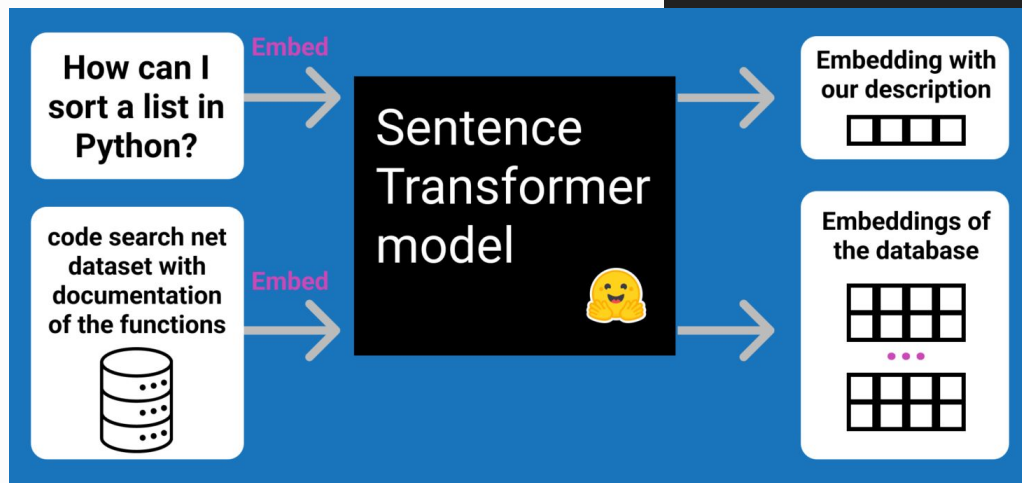 How can I
sort a list in
Python?
Embed
Sentence
Transformer
model
Embedding with
our description
code search net
dataset with
documentation
of the functions
Embed
Embeddings of
the database